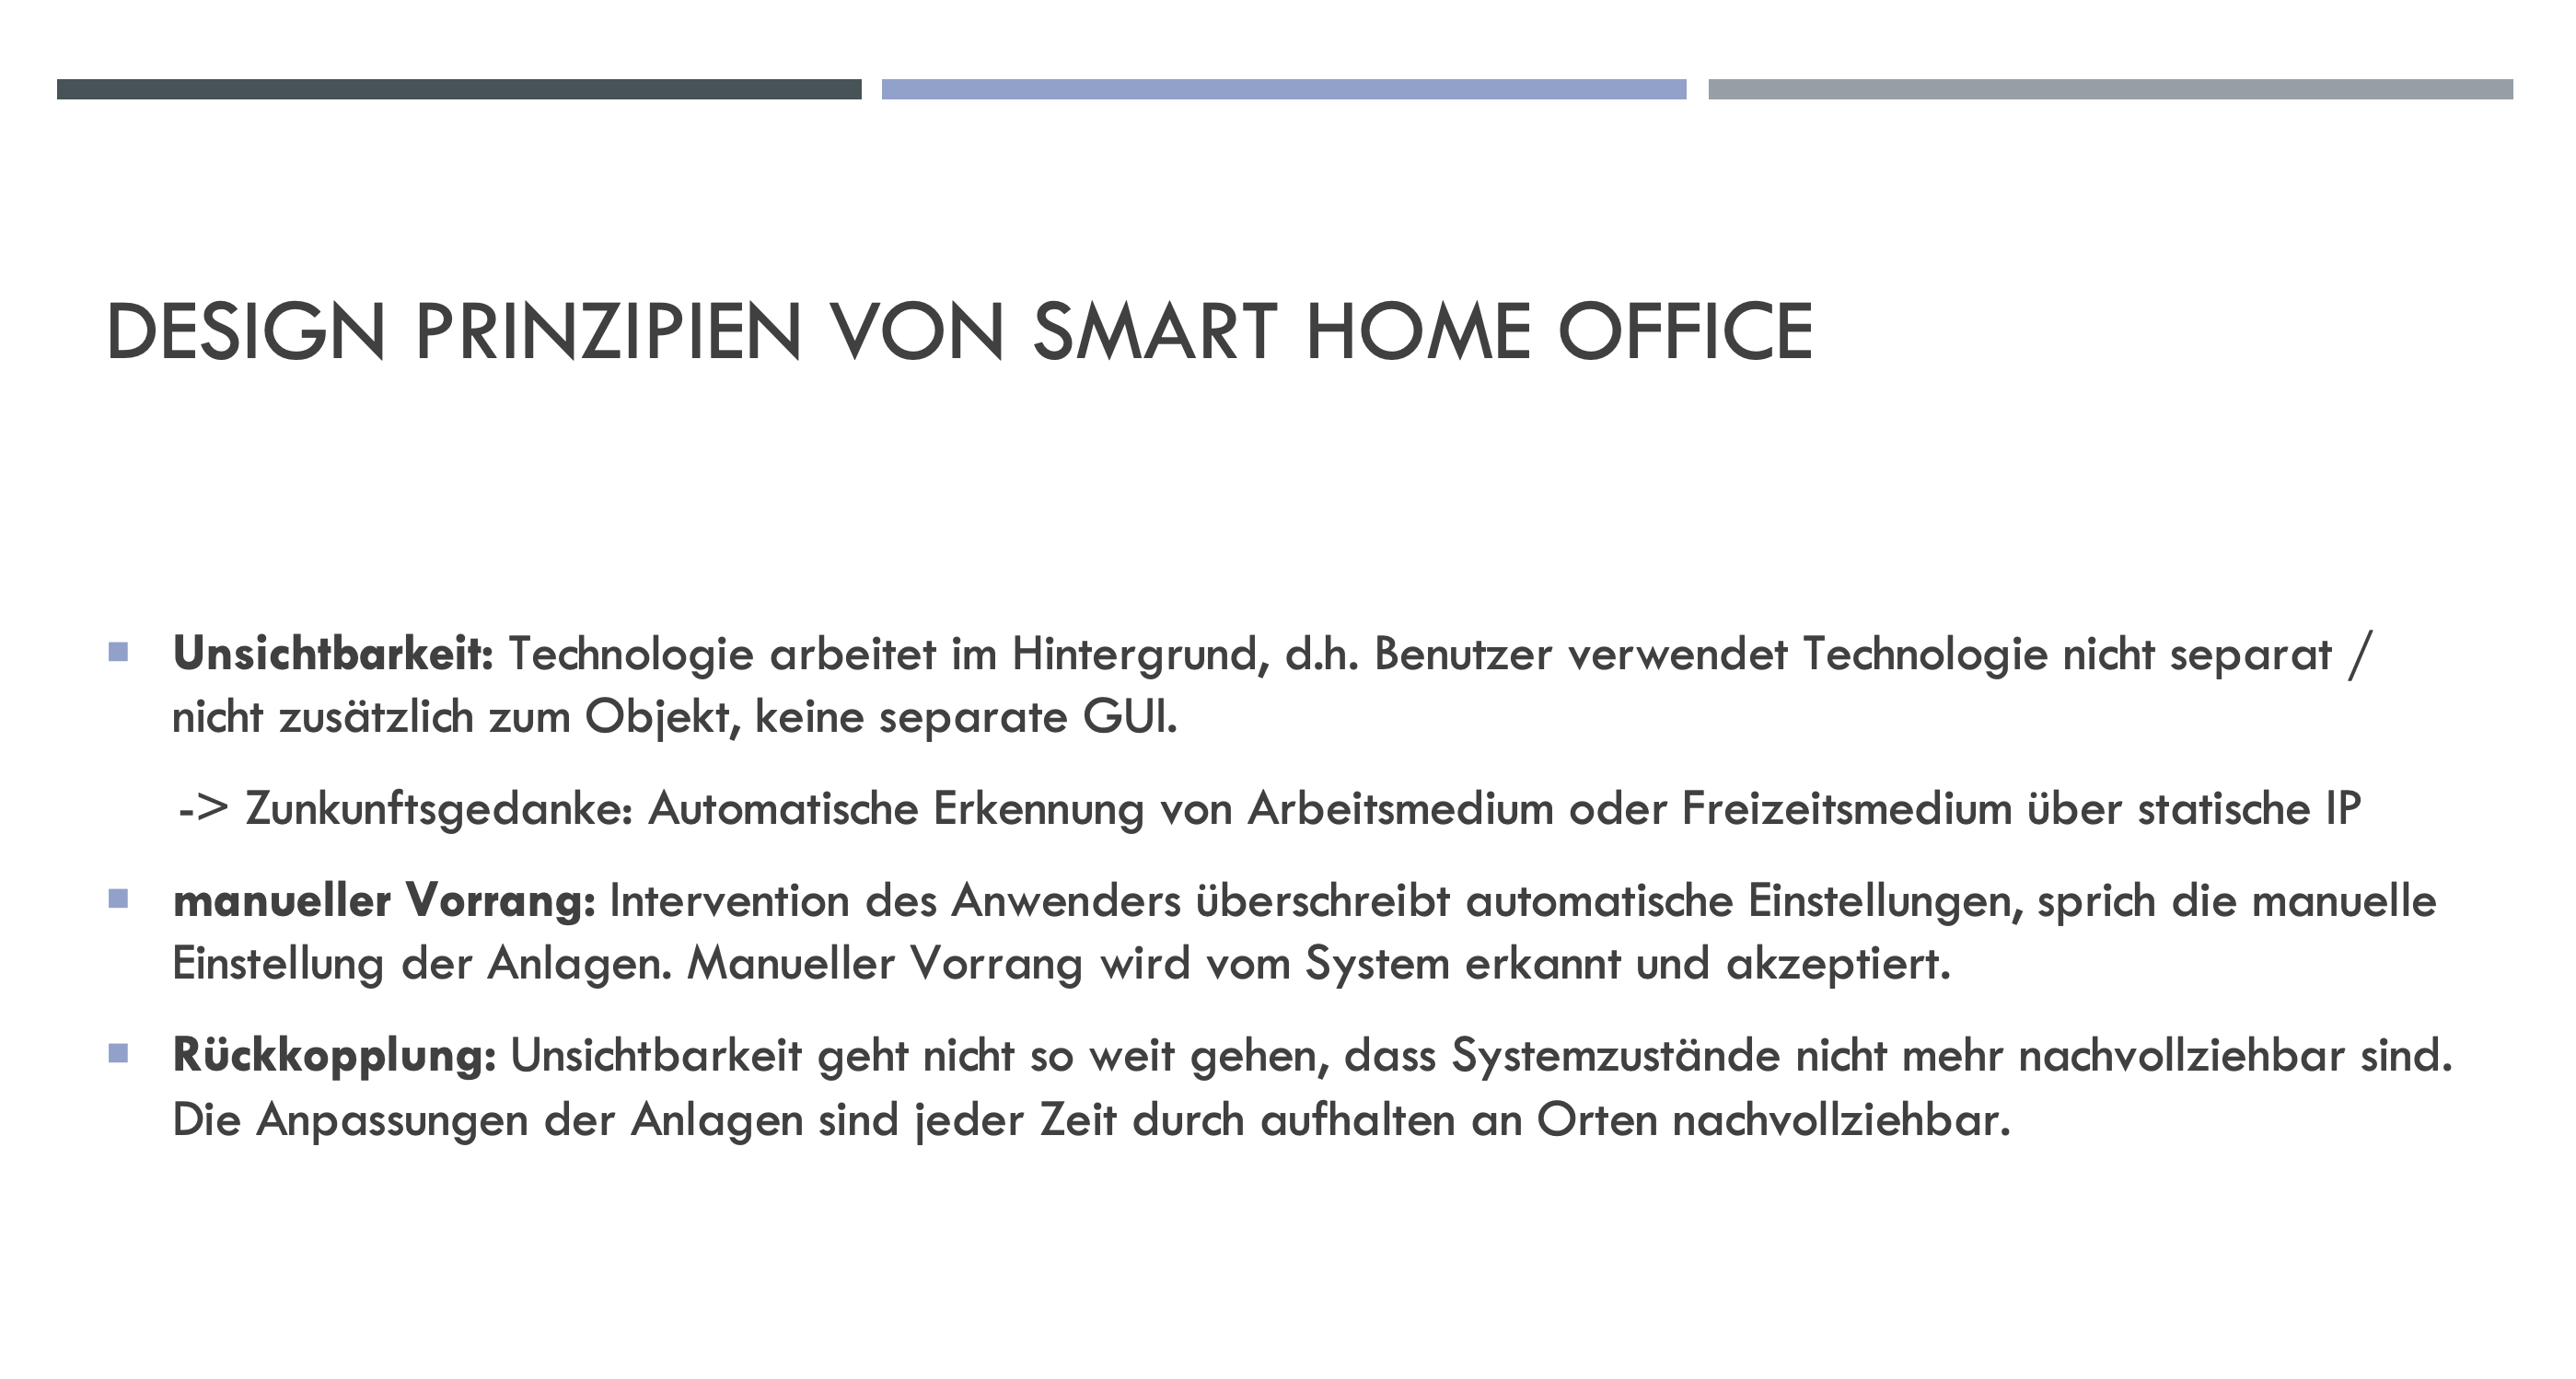 DESIGN PRINZIPIEN VON SMART HOME OFFICE
Unsichtbarkeit: Technologie arbeitet im Hintergrund, d.h. Benutzer verwendet Technologie nicht separat /
nicht zusätzlich zum Objekt, keine separate GUI.
-> Zunkunftsgedanke: Automatische Erkennung von Arbeitsmedium oder Freizeitsmedium über statische IP
manueller Vorrang: Intervention des Anwenders überschreibt automatische Einstellungen, sprich die manuelle
Einstellung der Anlagen. Manueller Vorrang wird vom System erkannt und akzeptiert.
Rückkopplung: Unsichtbarkeit geht nicht so weit gehen, dass Systemzustände nicht mehr nachvollziehbar sind.
Die Anpassungen der Anlagen sind jeder Zeit durch aufhalten an Orten nachvollziehbar.